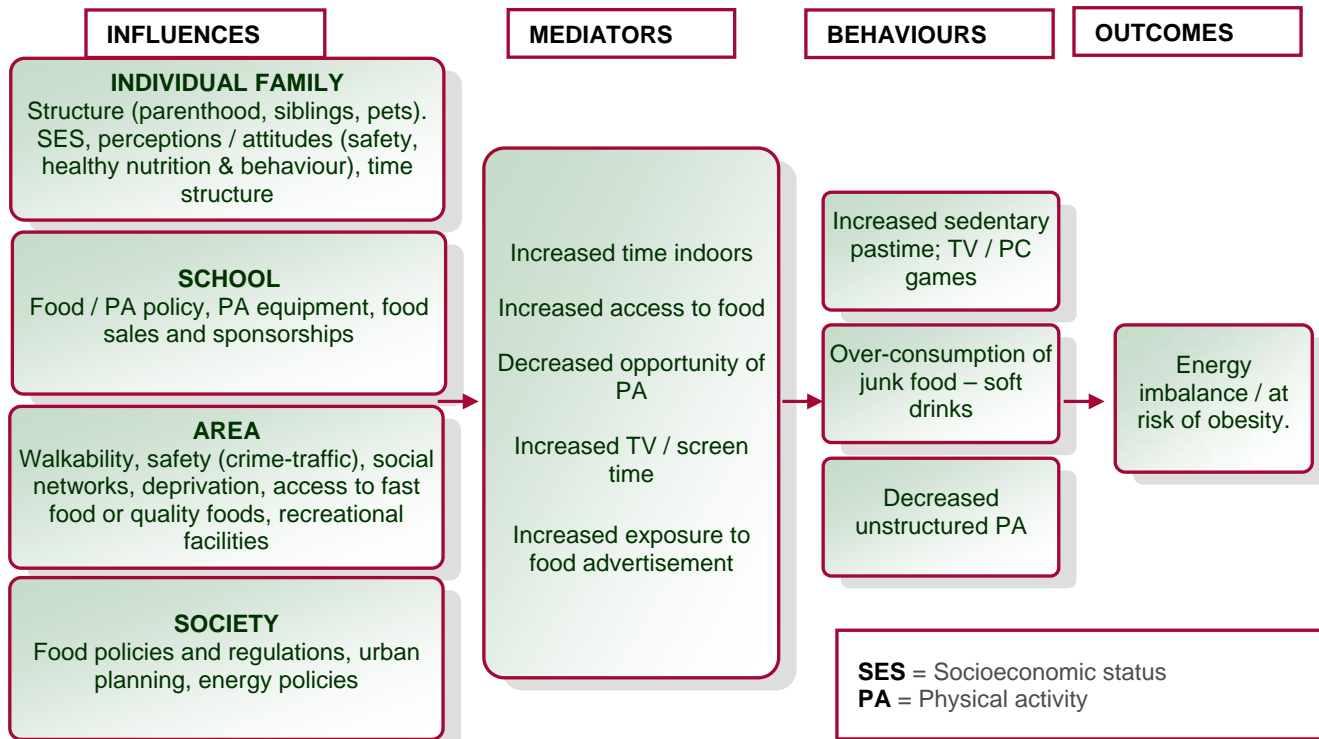 INFLUENCES
MEDIATORS
BEHAVIOURS
OUTCOMES
INDIVIDUAL FAMILY
Structure (parenthood, siblings, pets).
SES, perceptions / attitudes (safety,
healthy nutrition & behaviour), time
structure
SCHOOL
Food / PA policy, PA equipment, food
sales and sponsorships
AREA
Walkability, safety (crime-traffic), social
networks, deprivation, access to fast
food or quality foods, recreational
facilities
SOCIETY
Food policies and regulations, urban
planning, energy policies
Increased time indoors
Increased access to food
Decreased opportunity of
PA
Increased TV / screen
time
Increased exposure to
food advertisement
Increased sedentary
pastime; TV / PC
games
Over-consumption of
junk food – soft
drinks
Decreased
unstructured PA
Energy
imbalance / at
risk of obesity.
SES = Socioeconomic status
PA = Physical activity